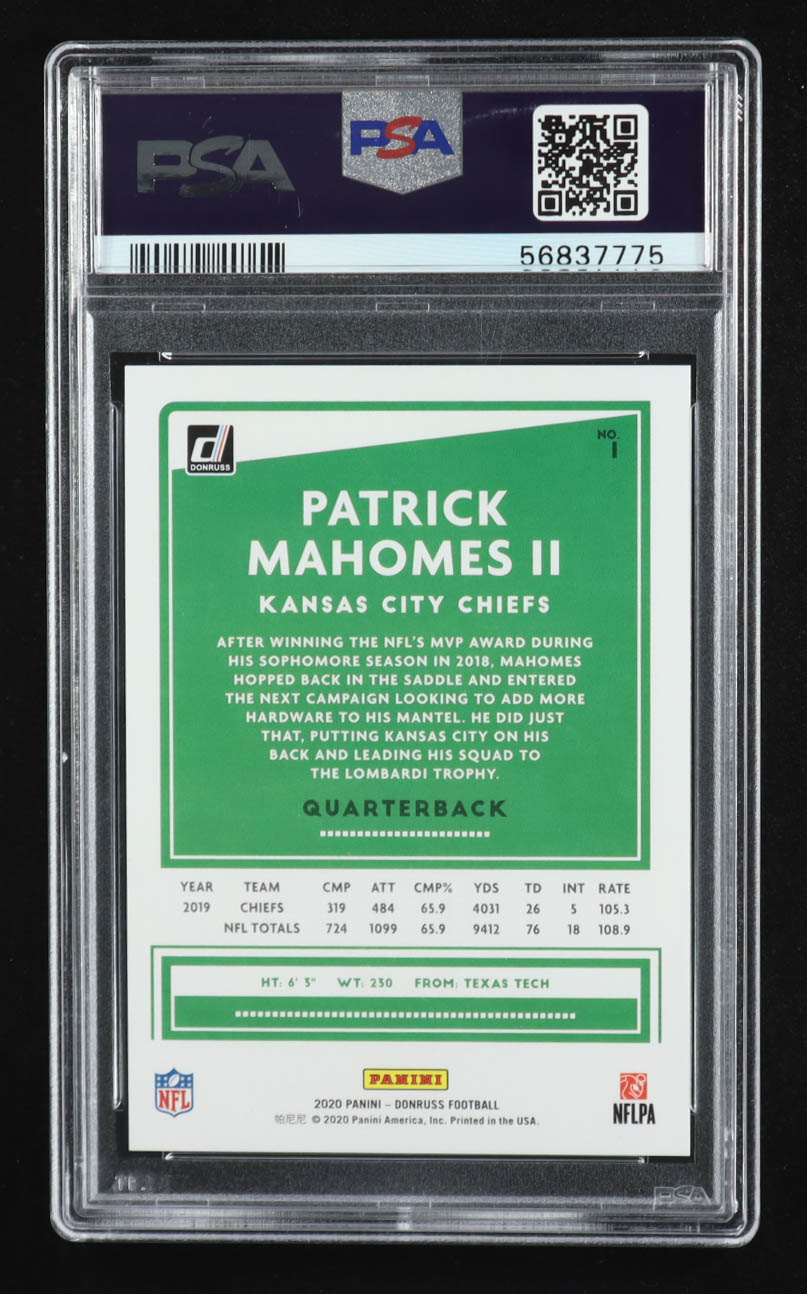 PSA
PSA
56837775
DONRUSS
NO.
1
PATRICK
MAHOMES II
KANSAS CITY CHIEFS
AFTER WINNING THE NFL'S MVP AWARD DURING
HIS SOPHOMORE SEASON IN 2018, MAHOMES
HOPPED BACK IN THE SADDLE AND ENTERED
THE NEXT CAMPAIGN LOOKING TO ADD MORE
HARDWARE TO HIS MANTEL. HE DID JUST
THAT, PUTTING KANSAS CITY ON HIS
BACK AND LEADING HIS SQUAD TO
THE LOMBARDI TROPHY.
QUARTERBACK
YEAR TEAM CMP ATT CMP% YDS TD INT RATE
2019 CHIEFS 319 484 65.9 4031 26 5 105.3
NFL TOTALS 724 1099 65.9 9412 76 18 108.9
HT: 6' 3" WT: 230 FROM: TEXAS TECH
PANINI
NFL
2020 PANINI – DONRUSS FOOTBALL
帕尼尼 © 2020 Panini America, Inc. Printed in the USA.
NFLPA
PSA